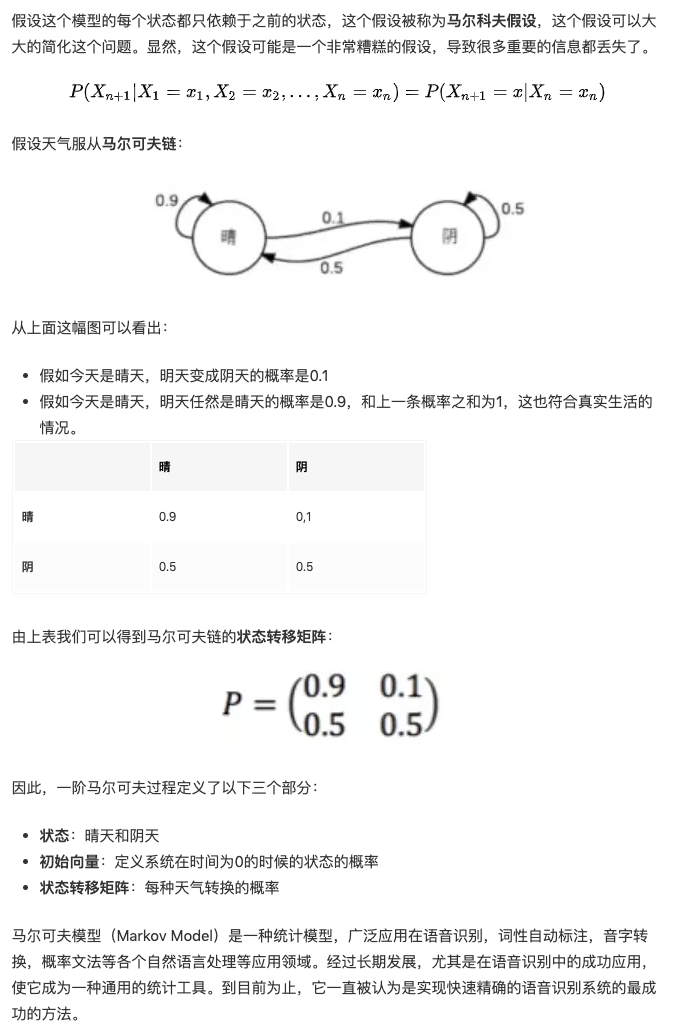 假设这个模型的每个状态都只依赖于之前的状态，这个假设被称为马尔科夫假设，这个假设可以大
大的简化这个问题。显然，这个假设可能是一个非常糟糕的假设，导致很多重要的信息都丢失了。
P(Xₙ₊₁|X₁ = x₁, X₂ = x₂, . . . , Xₙ = xₙ) = P(Xₙ₊₁ = x|Xₙ = xₙ)
假设天气服从马尔可夫链：
0.9 0.1 0.5
晴 阴
0.5
从上面这幅图可以看出：
• 假如今天是晴天，明天变成阴天的概率是0.1
• 假如今天是晴天，明天任然是晴天的概率是0.9，和上一条概率之和为1，这也符合真实生活的
情况。
晴 阴
晴 0.9 0,1
阴 0.5 0.5
由上表我们可以得到马尔可夫链的状态转移矩阵：
P = (0.9 0.1
0.5 0.5)
因此，一阶马尔可夫过程定义了以下三个部分：
• 状态：晴天和阴天
• 初始向量：定义系统在时间为0的时候的状态的概率
• 状态转移矩阵：每种天气转换的概率
马尔可夫模型（Markov Model）是一种统计模型，广泛应用在语音识别，词性自动标注，音字转
换，概率文法等各个自然语言处理等应用领域。经过长期发展，尤其是在语音识别中的成功应用，
使它成为一种通用的统计工具。到目前为止，它一直被认为是实现快速精确的语音识别系统的最成
功的方法。